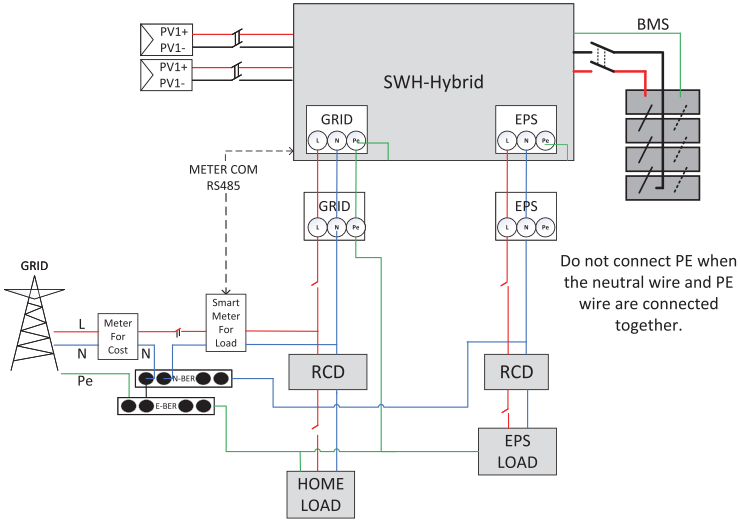 PV1+
PV1-
PV1+
PV1-
SWH-Hybrid
BMS
GRID
L N Pe
EPS
L N Pe
METER COM
RS485
GRID
L N Pe
EPS
L N Pe
Do not connect PE when
the neutral wire and PE
wire are connected
together.
GRID
L
N
Pe
Meter
For
Cost
N
Smart
Meter
For
Load
N-BER
E-BER
RCD
RCD
EPS
LOAD
HOME
LOAD